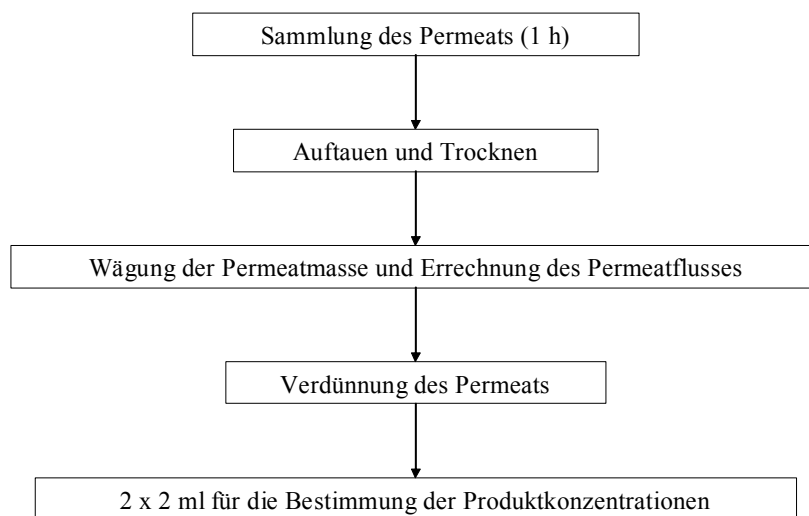 Sammlung des Permeats (1 h)
Auftauen und Trocknen
Wägung der Permeatmasse und Errechnung des Permeatflusses
Verdünnung des Permeats
2 x 2 ml für die Bestimmung der Produktkonzentrationen